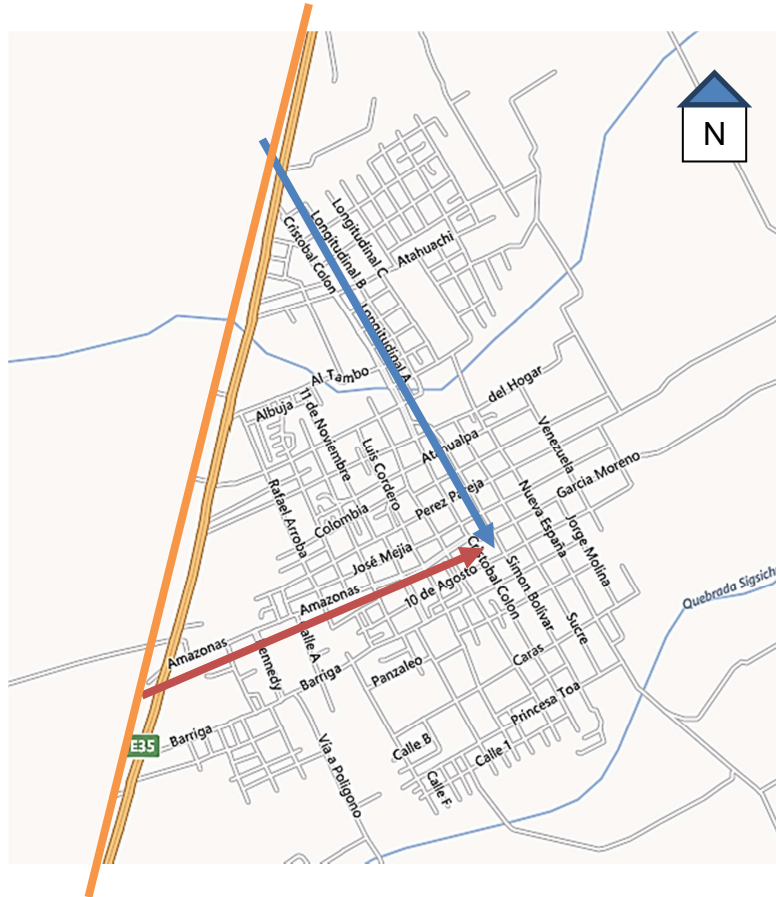 N
Longitudinal C
Longitudinal B
Cristobal Colon
Atahuachi
Longitudinal A
Al Tambo
del Hogar
Albuja
11 de Noviembre
Venezuela
Luis Cordero
Atahualpa
Garcia Moreno
Perez Pareja
Rafael Arroba
Nueva España
Colombia
Jorge Molina
José Mejia
Cristobal Colon
Simon Bolivar
10 de Agosto
Amazonas
Quebrada Sigsich
Sucre
Amazonas
Calle A
Kennedy
Caras
Panzaleo
Barriga
Princesa Toa
Barriga
E35
Calle B
Calle 1
Via a Poligono
Calle F